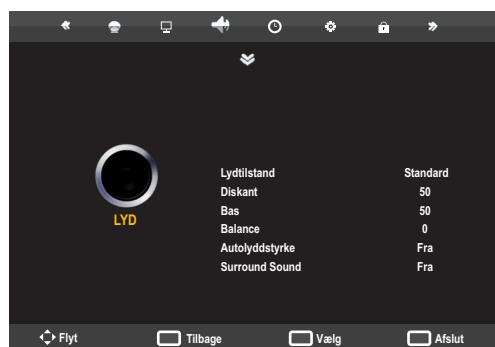 LYD
Lydtilstand Standard
Diskant 50
Bas 50
Balance 0
Autolyddstyrke Fra
Surround Sound Fra
Flyt Tilbage Vælg Afslut